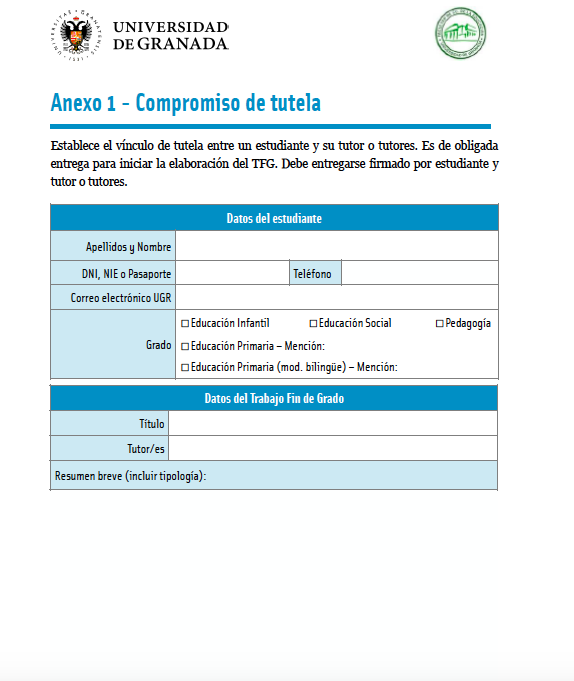 UNIVERSIDAD
DE GRANADA
Anexo 1 - Compromiso de tutela
Establece el vínculo de tutela entre un estudiante y su tutor o tutores. Es de obligada
entrega para iniciar la elaboración del TFG. Debe entregarse firmado por estudiante y
tutor o tutores.
Datos del estudiante
Apellidos y Nombre
DNI, NIE o Pasaporte Teléfono
Correo electrónico UGR
Grado
☐ Educación Infantil ☐ Educación Social ☐ Pedagogía
☐ Educación Primaria – Mención:
☐ Educación Primaria (mod. bilingüe) – Mención:
Datos del Trabajo Fin de Grado
Título
Tutor/es
Resumen breve (incluir tipología):